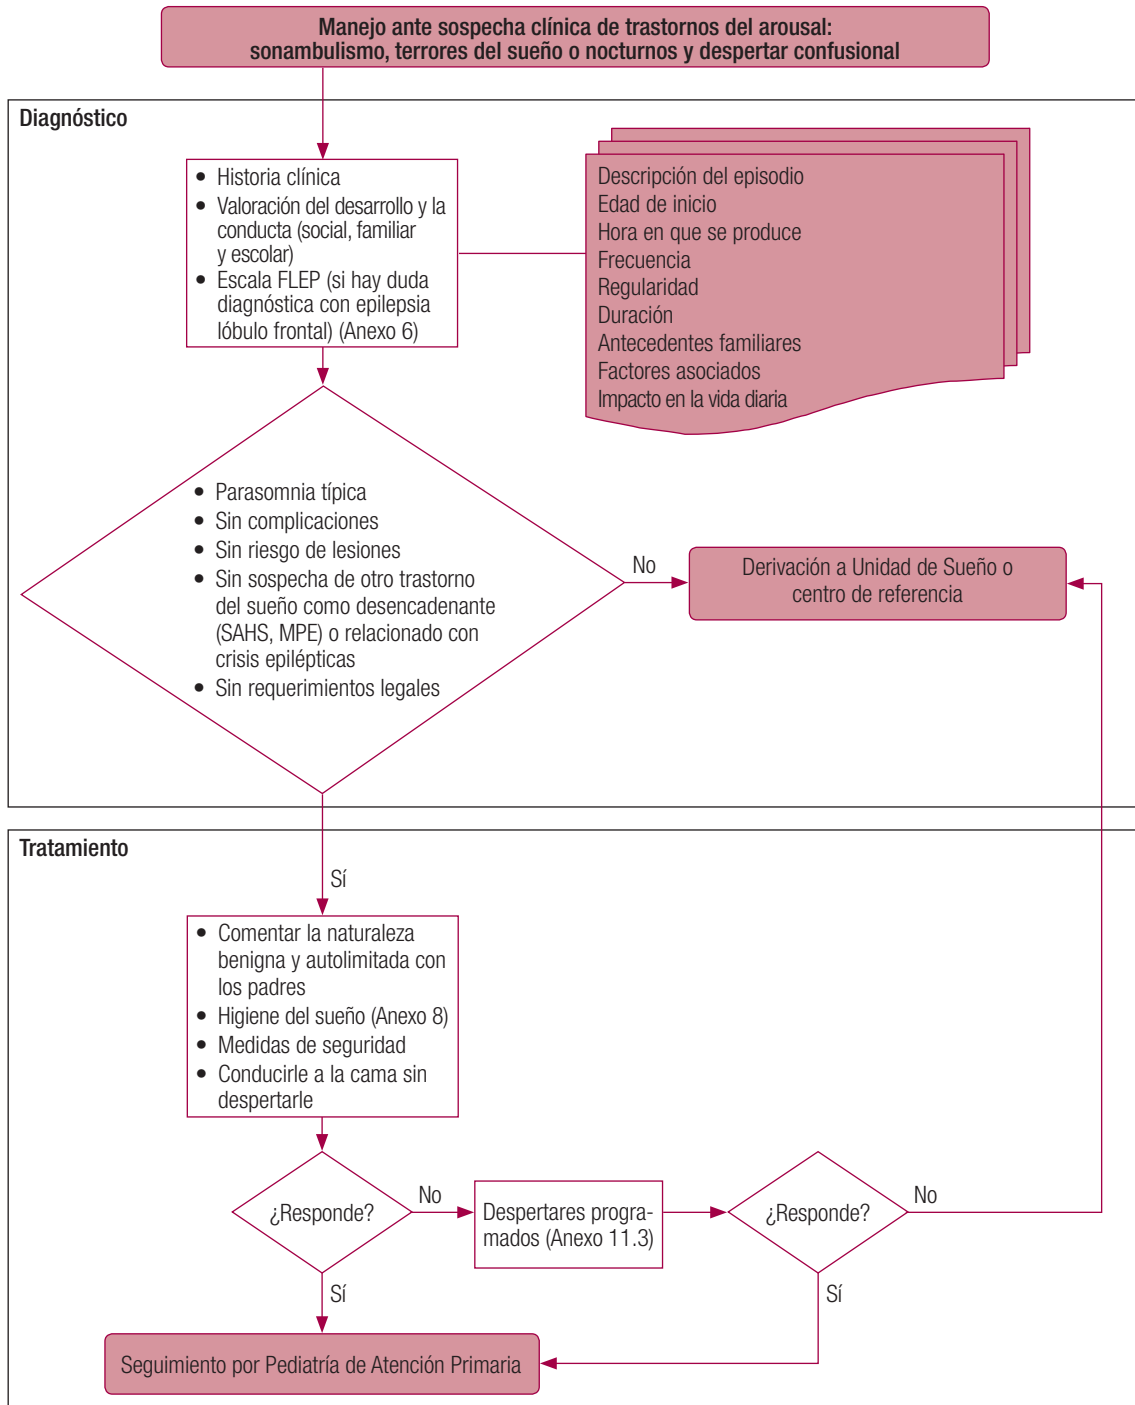 Manejo ante sospecha clínica de trastornos del arousal:
sonambulismo, terrores del sueño o nocturnos y despertar confusional
Diagnóstico
• Historia clínica
• Valoración del desarrollo y la
conducta (social, familiar
y escolar)
• Escala FLEP (si hay duda
diagnóstica con epilepsia
lóbulo frontal) (Anexo 6)
Descripción del episodio
Edad de inicio
Hora en que se produce
Frecuencia
Regularidad
Duración
Antecedentes familiares
Factores asociados
Impacto en la vida diaria
• Parasomnia típica
• Sin complicaciones
• Sin riesgo de lesiones
• Sin sospecha de otro trastorno
del sueño como desencadenante
(SAHS, MPE) o relacionado con
crisis epilépticas
• Sin requerimientos legales
No
Derivación a Unidad de Sueño o
centro de referencia
Tratamiento
Sí
• Comentar la naturaleza
benigna y autolimitada con
los padres
• Higiene del sueño (Anexo 8)
• Medidas de seguridad
• Conducirle a la cama sin
despertarle
¿Responde?
No
Despertares progra-
mados (Anexo 11.3)
¿Responde?
No
Sí
Sí
Seguimiento por Pediatría de Atención Primaria